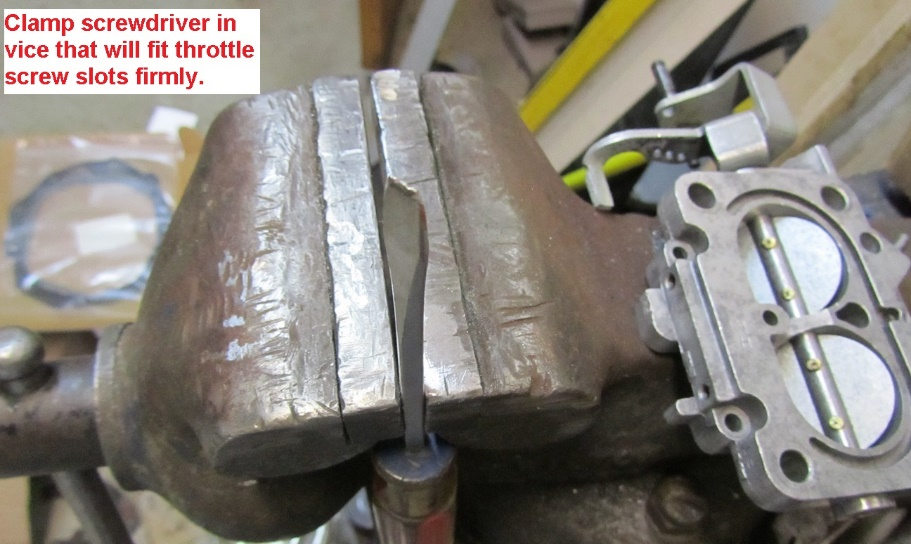 Clamp screwdriver in
vice that will fit throttle
screw slots firmly.